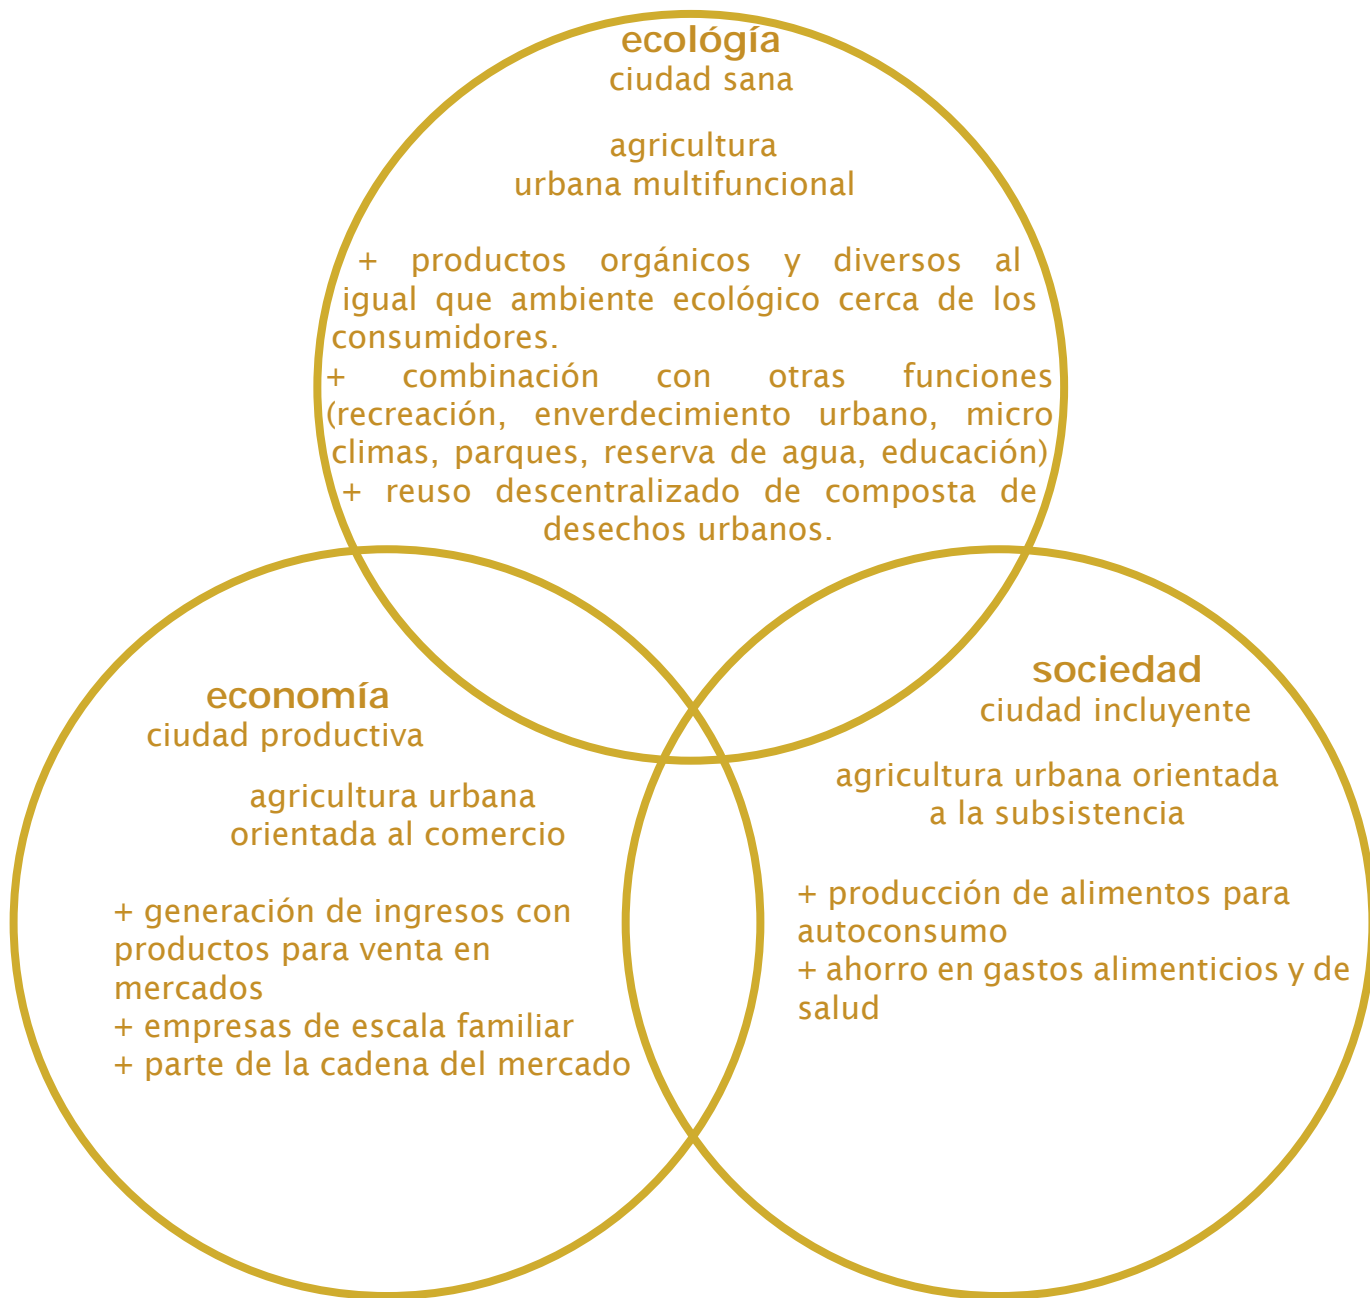 ecológía
ciudad sana
agricultura
urbana multifuncional
+ productos orgánicos y diversos al
igual que ambiente ecológico cerca de los
consumidores.
+ combinación con otras funciones
(recreación, enverdecimiento urbano, micro
climas, parques, reserva de agua, educación)
+ reuso descentralizado de composta de
desechos urbanos.
economía
ciudad productiva
agricultura urbana
orientada al comercio
+ generación de ingresos con
productos para venta en
mercados
+ empresas de escala familiar
+ parte de la cadena del mercado
sociedad
ciudad incluyente
agricultura urbana orientada
a la subsistencia
+ producción de alimentos para
autoconsumo
+ ahorro en gastos alimenticios y de
salud